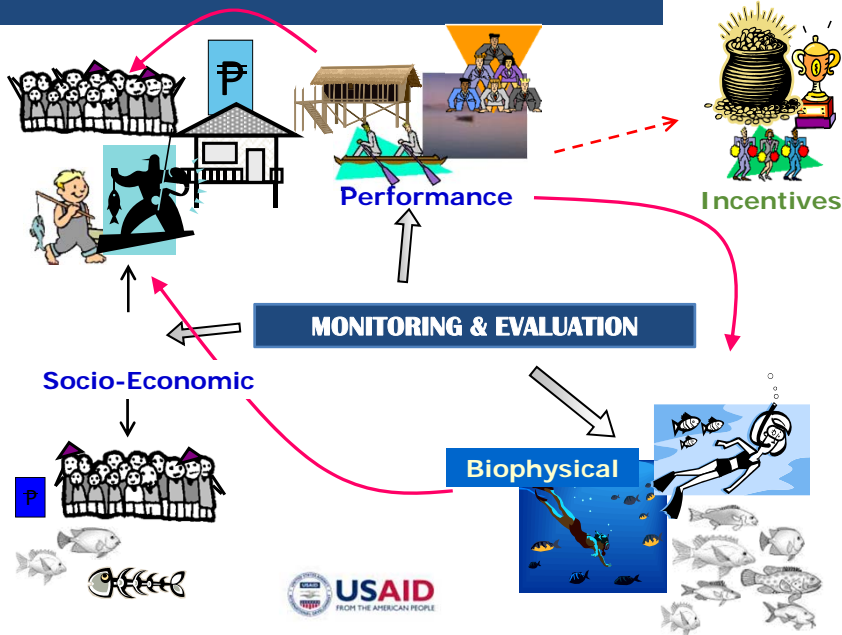 ₱
Performance
Incentives
MONITORING & EVALUATION
Socio-Economic
Biophysical
P
USAID
FROM THE AMERICAN PEOPLE